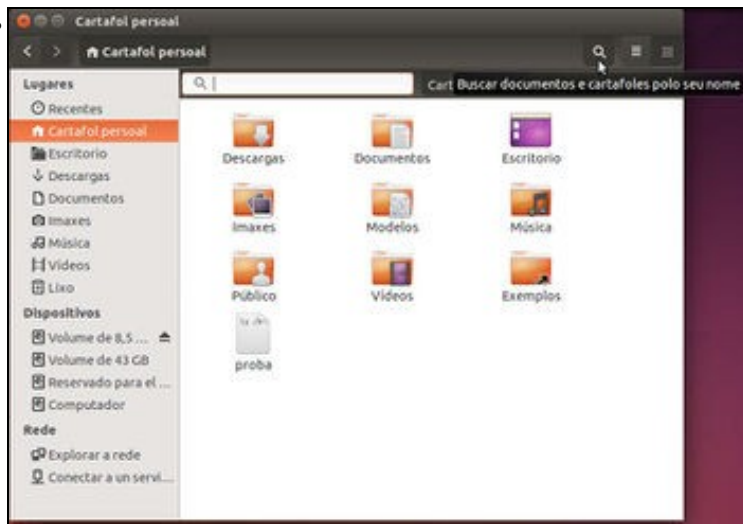 Cartafol persoal
Cartafol persoal
Buscar documentos e cartafoles polo seu nome
Cart
Lugares
Recentes
Cartafol persoal
Escritorio
Descargas
Documentos
Imaxes
Música
Vídeos
Lixo
Dispositivos
Volume de 8,5 ...
Volume de 43 GB
Reservado para el ...
Computador
Rede
Explorar a rede
Conectar a un servi...
Descargas
Documentos
Escritorio
Imaxes
Modelos
Música
Público
Vídeos
Exemplos
proba